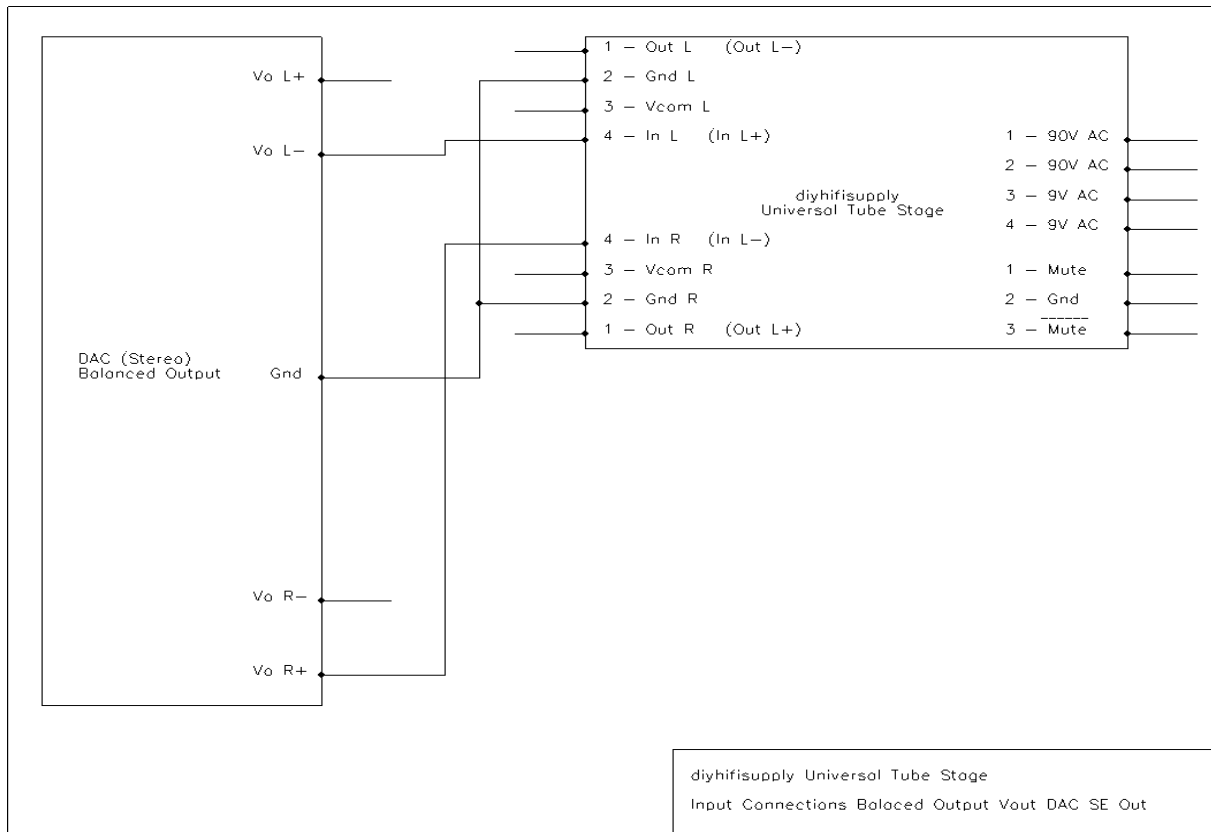 Vo L+
Vo L-
DAC (Stereo)
Balanced Output
Gnd
Vo R-
Vo R+
1 - Out L (Out L-)
2 - Gnd L
3 - Vcom L
4 - In L (In L+)
diyhifisupply
Universal Tube Stage
4 - In R (In L-)
3 - Vcom R
2 - Gnd R
1 - Out R (Out L+)
1 - 90V AC
2 - 90V AC
3 - 9V AC
4 - 9V AC
1 - Mute
2 - Gnd
3 - Mute
diyhifisupply Universal Tube Stage
Input Connections Balaced Output Vout DAC SE Out